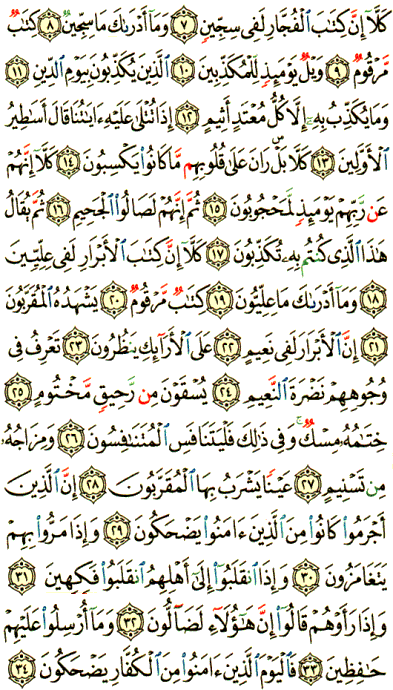 كَلَّآ إِنَّ كِتَـٰبَ ٱلْفُجَّارِ لَفِى سِجِّينٍ ٧ وَمَآ أَدْرَىٰكَ مَا سِجِّينٌ ٨ كِتَـٰبٌ
مَّرْقُومٌ ٩ وَيْلٌ يَوْمَئِذٍ لِّلْمُكَذِّبِينَ ١٠ ٱلَّذِينَ يُكَذِّبُونَ بِيَوْمِ ٱلدِّينِ ١١
وَمَا يُكَذِّبُ بِهِۦٓ إِلَّا كُلُّ مُعْتَدٍ أَثِيمٍ ١٢ إِذَا تُتْلَىٰ عَلَيْهِ ءَايَـٰتُنَا قَالَ أَسَـٰطِيرُ
ٱلْأَوَّلِينَ ١٣ كَلَّا ۖ بَلْ ۜ رَانَ عَلَىٰ قُلُوبِهِم مَّا كَانُوا۟ يَكْسِبُونَ ١٤ كَلَّآ إِنَّهُمْ
عَن رَّبِّهِمْ يَوْمَئِذٍ لَّمَحْجُوبُونَ ١٥ ثُمَّ إِنَّهُمْ لَصَالُوا۟ ٱلْجَحِيمِ ١٦ ثُمَّ يُقَالُ
هَـٰذَا ٱلَّذِى كُنتُم بِهِۦ تُكَذِّبُونَ ١٧ كَلَّآ إِنَّ كِتَـٰبَ ٱلْأَبْرَارِ لَفِى عِلِّيِّينَ
١٨ وَمَآ أَدْرَىٰكَ مَا عِلِّيُّونَ ١٩ كِتَـٰبٌ مَّرْقُومٌ ٢٠ يَشْهَدُهُ ٱلْمُقَرَّبُونَ
٢١ إِنَّ ٱلْأَبْرَارَ لَفِى نَعِيمٍ ٢٢ عَلَى ٱلْأَرَآئِكِ يَنظُرُونَ ٢٣ تَعْرِفُ فِى
وُجُوهِهِمْ نَضْرَةَ ٱلنَّعِيمِ ٢٤ يُسْقَوْنَ مِن رَّحِيقٍ مَّخْتُومٍ ٢٥
خِتَـٰمُهُۥ مِسْكٌ ۚ وَفِى ذَٰلِكَ فَلْيَتَنَافَسِ ٱلْمُتَنَـٰفِسُونَ ٢٦ وَمِزَاجُهُۥ
مِن تَسْنِيمٍ ٢٧ عَيْنًا يَشْرَبُ بِهَا ٱلْمُقَرَّبُونَ ٢٨ إِنَّ ٱلَّذِينَ
أَجْرَمُوا۟ كَانُوا۟ مِنَ ٱلَّذِينَ ءَامَنُوا۟ يَضْحَكُونَ ٢٩ وَإِذَا مَرُّوا۟ بِهِمْ
يَتَغَامَزُونَ ٣٠ وَإِذَا ٱنقَلَبُوٓا۟ إِلَىٰٓ أَهْلِهِمُ ٱنقَلَبُوا۟ فَكِهِينَ ٣١
وَإِذَا رَأَوْهُمْ قَالُوٓا۟ إِنَّ هَـٰٓؤُلَآءِ لَضَآلُّونَ ٣٢ وَمَآ أُرْسِلُوا۟ عَلَيْهِمْ
حَـٰفِظِينَ ٣٣ فَٱلْيَوْمَ ٱلَّذِينَ ءَامَنُوا۟ مِنَ ٱلْكُفَّارِ يَضْحَكُونَ ٣٤